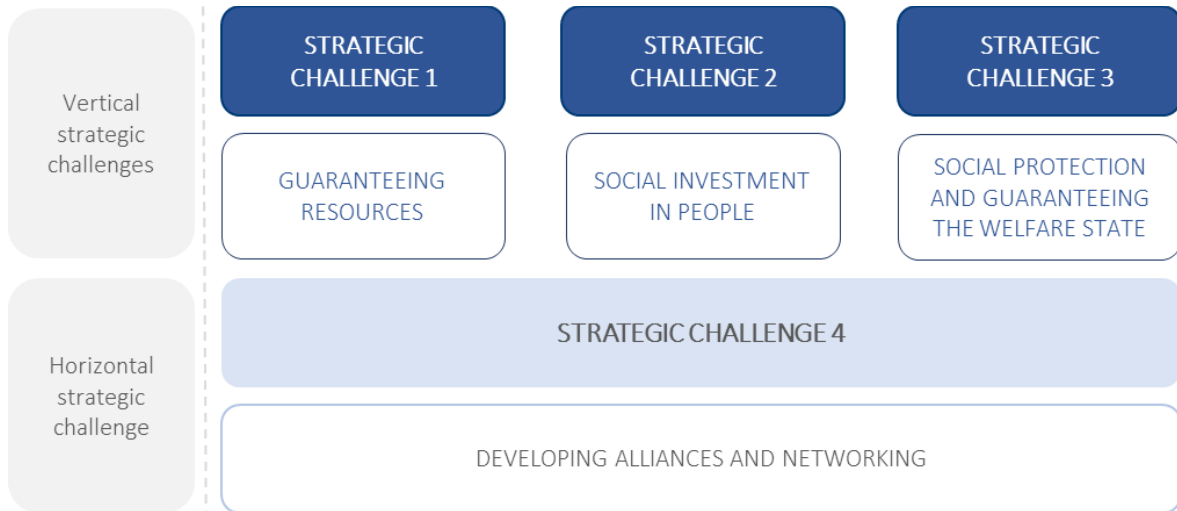 Vertical
strategic
challenges
STRATEGIC
CHALLENGE 1
STRATEGIC
CHALLENGE 2
STRATEGIC
CHALLENGE 3
GUARANTEEING
RESOURCES
SOCIAL INVESTMENT
IN PEOPLE
SOCIAL PROTECTION
AND GUARANTEEING
THE WELFARE STATE
Horizontal
strategic
challenge
STRATEGIC CHALLENGE 4
DEVELOPING ALLIANCES AND NETWORKING